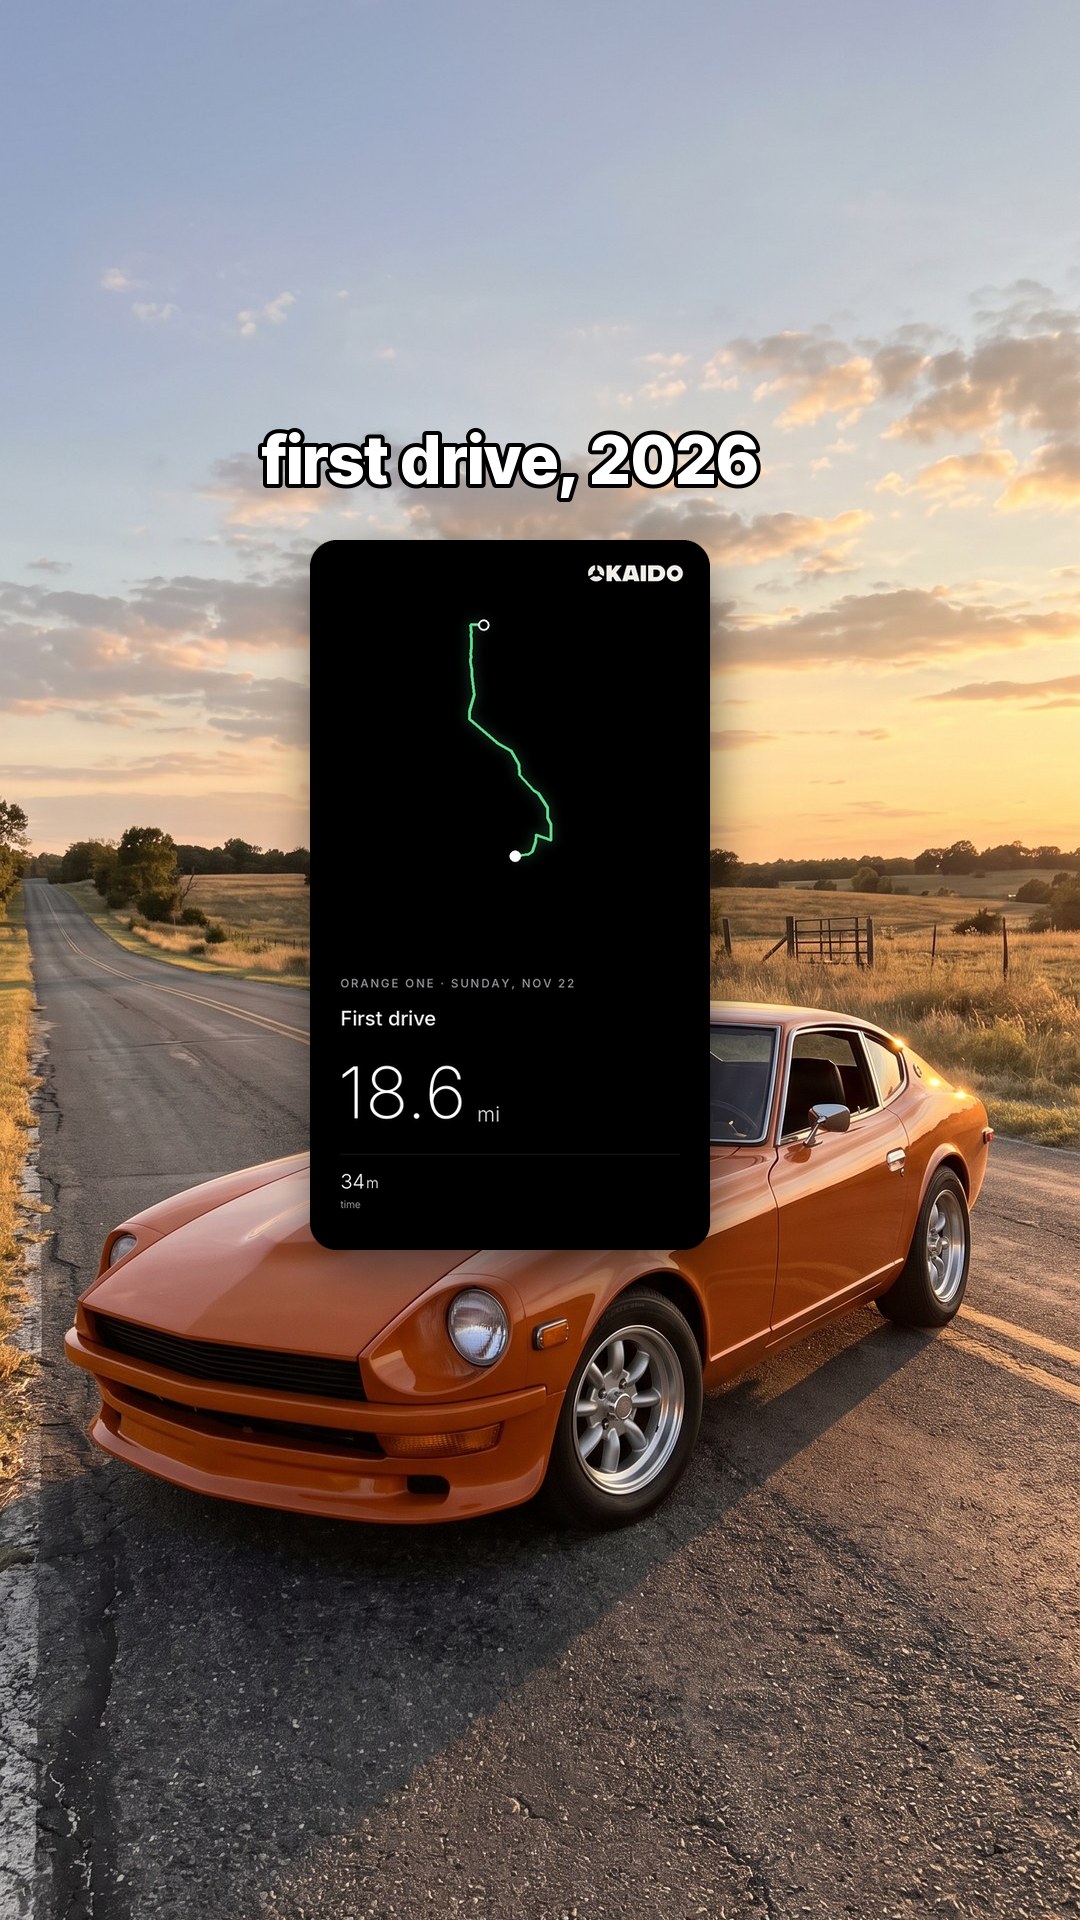 first drive, 2026
KAIDO
ORANGE ONE · SUNDAY, NOV 22
First drive
18.6 mi
34m
time